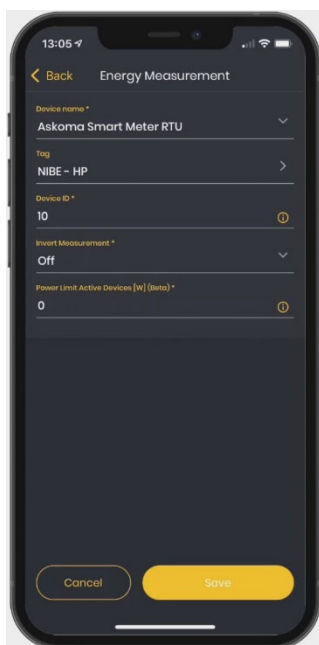 13:05
Back Energy Measurement
Device name *
Askoma Smart Meter RTU
Tag
NIBE - HP
Device ID *
10
Invert Measurement *
Off
Power Limit Active Devices [W] (Beta) *
0
Cancel Save